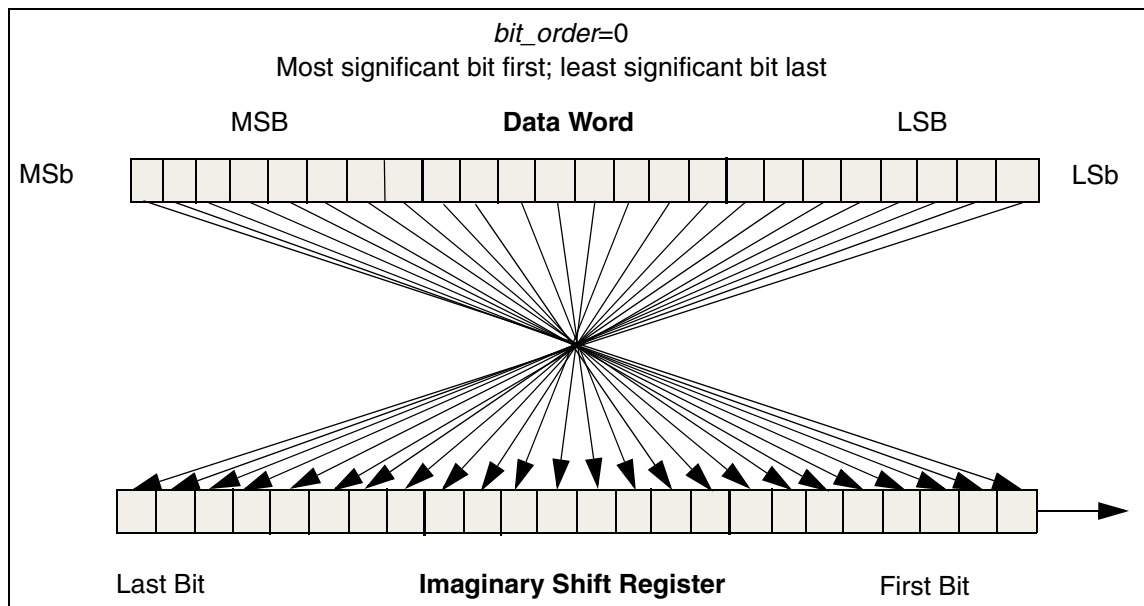 bit_order=0
Most significant bit first; least significant bit last
MSB Data Word LSB
MSb LSb
Last Bit Imaginary Shift Register First Bit